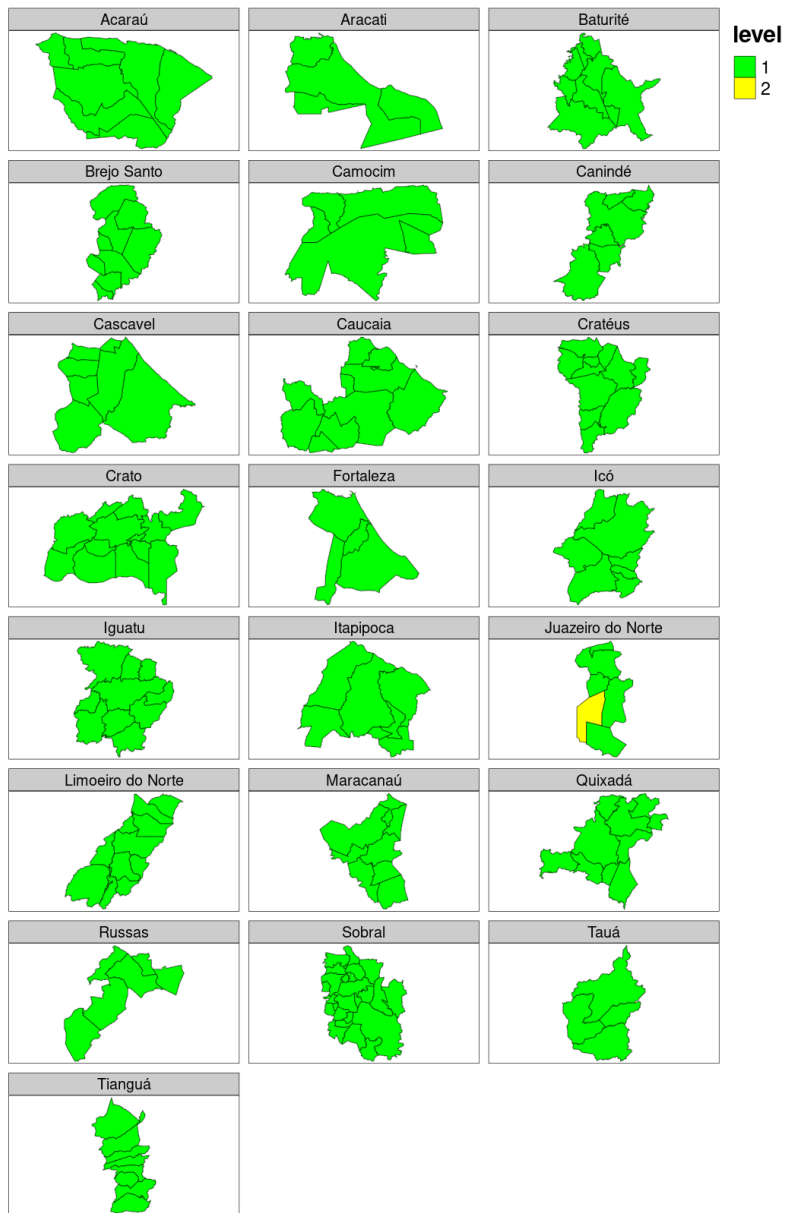 Acaraú
Aracati
Baturité
level
1
2
Brejo Santo
Camocim
Canindé
Cascavel
Caucaia
Cratéus
Crato
Fortaleza
Icó
Iguatu
Itapipoca
Juazeiro do Norte
Limoeiro do Norte
Maracanaú
Quixadá
Russas
Sobral
Tauá
Tianguá